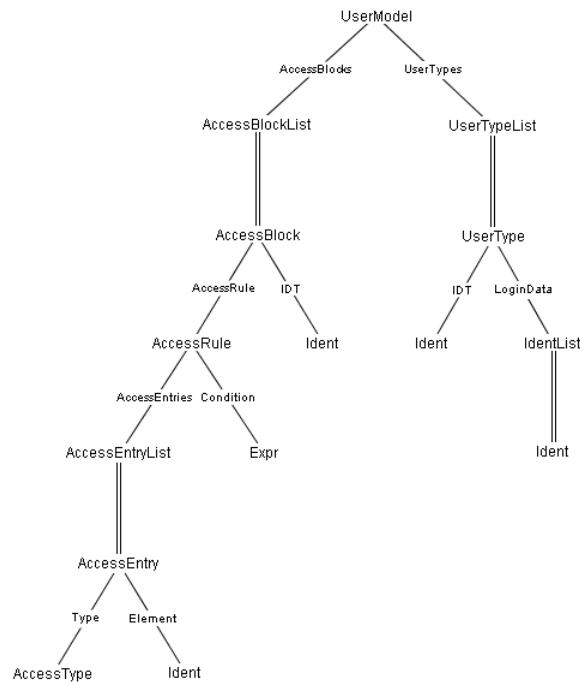 UserModel
AccessBlocks UserTypes
AccessBlockList UserTypeList
AccessBlock UserType
AccessRule IDT IDT LoginData
AccessRule Ident Ident IdentList
AccessEntries Condition
AccessEntryList Expr Ident
AccessEntry
Type Element
AccessType Ident